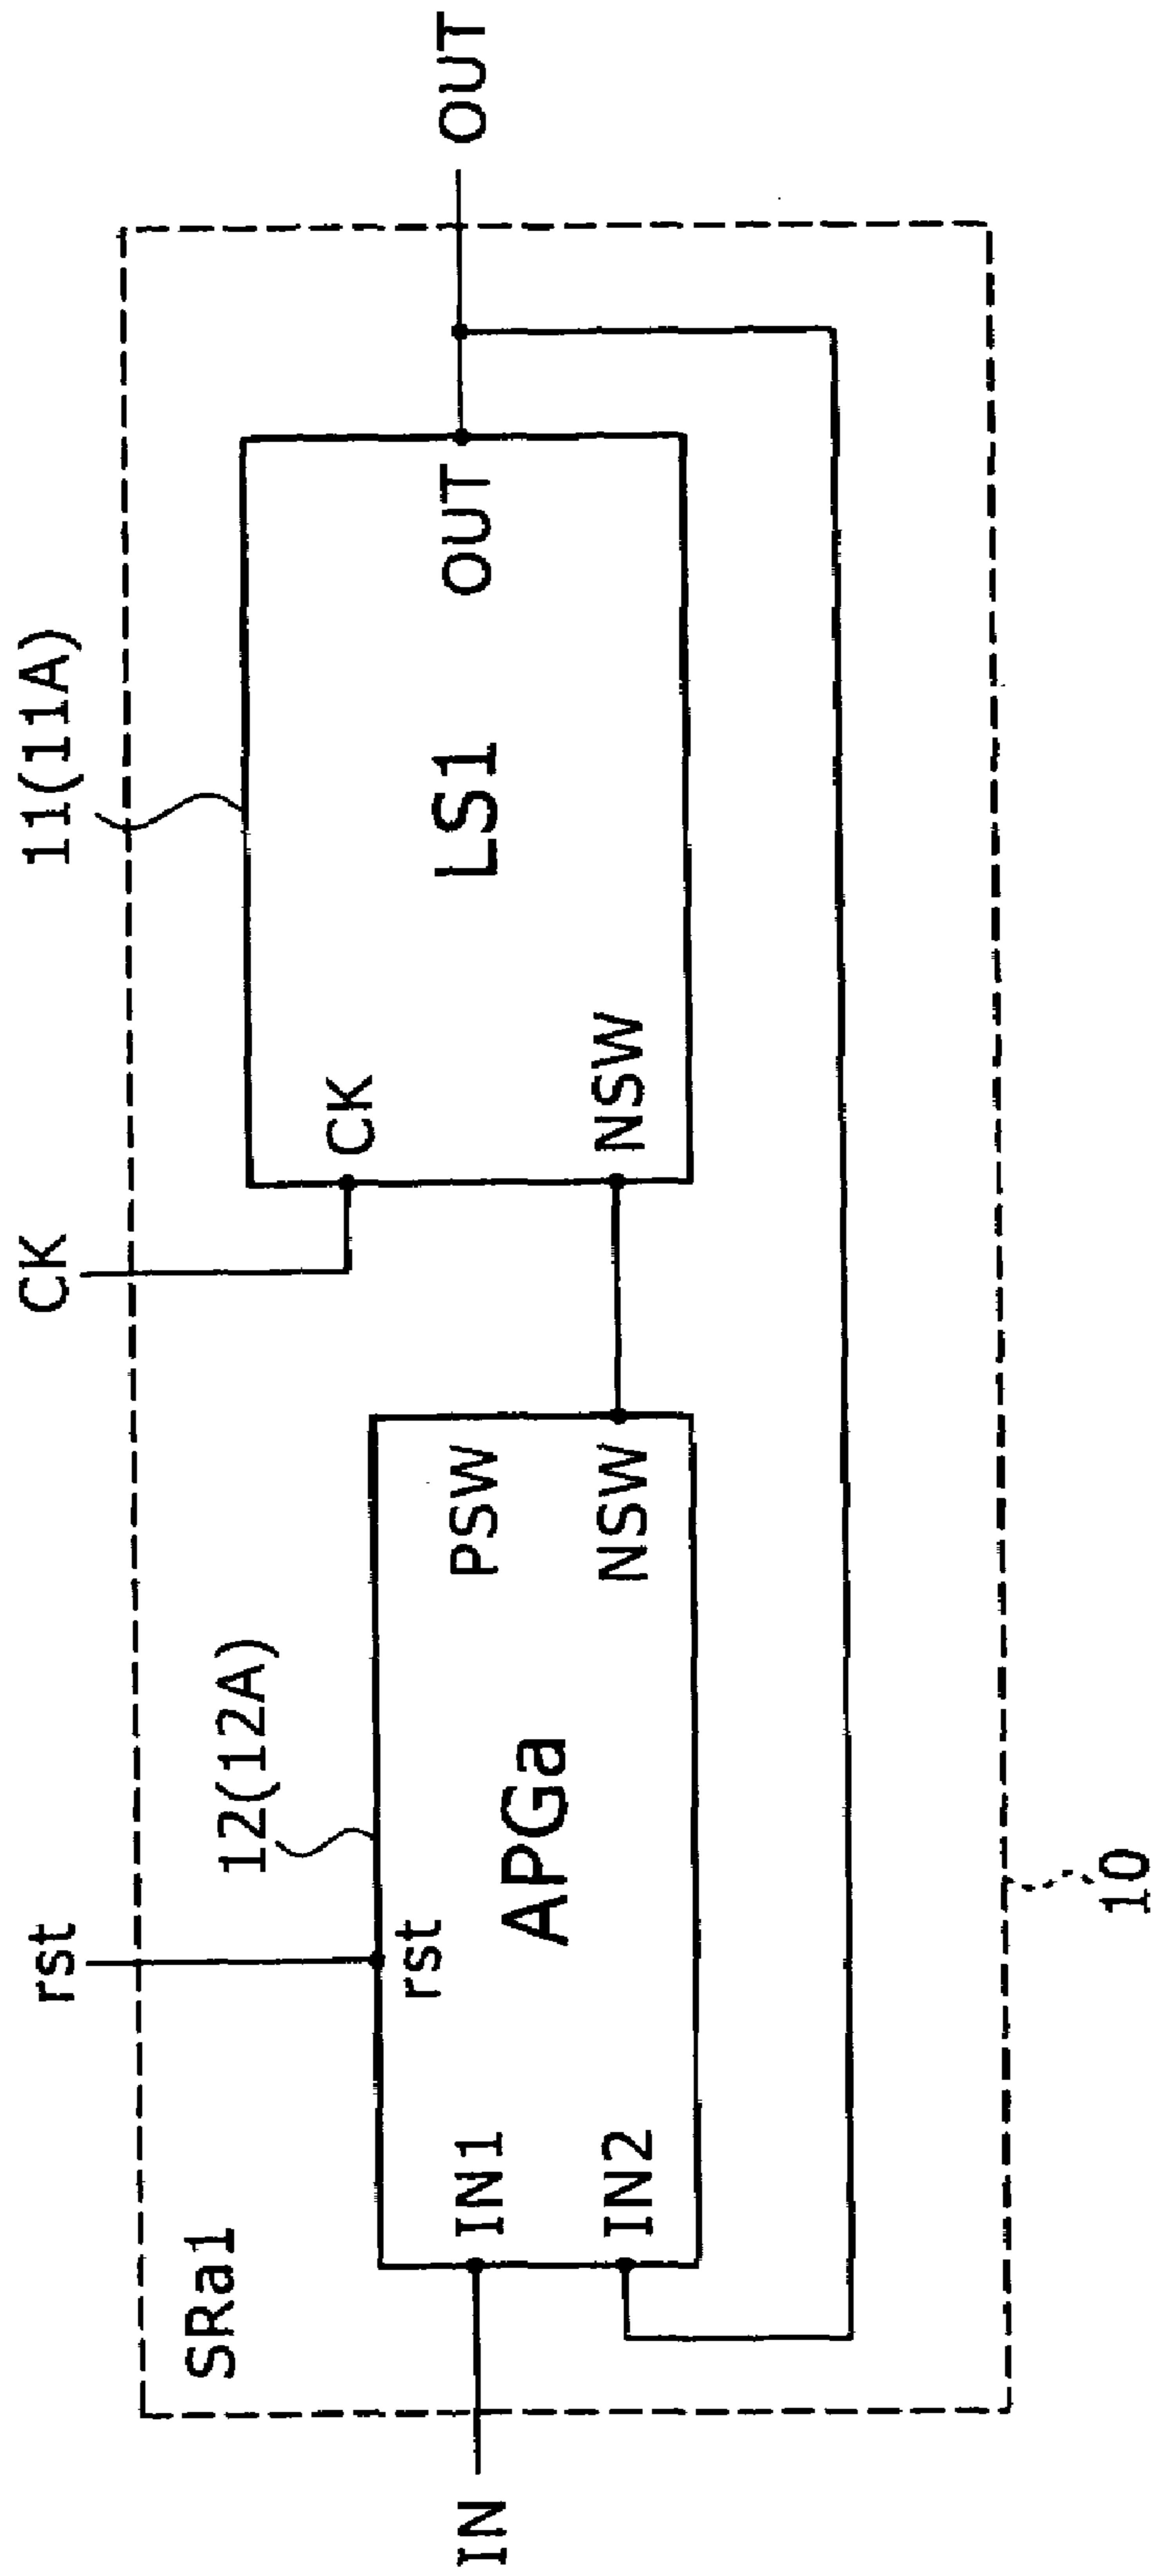 SRa1
rst
CK
11(11A)
12(12A)
IN
IN1
IN2
rst
APGa
PSW
NSW
CK
NSW
LS1
OUT
OUT
10